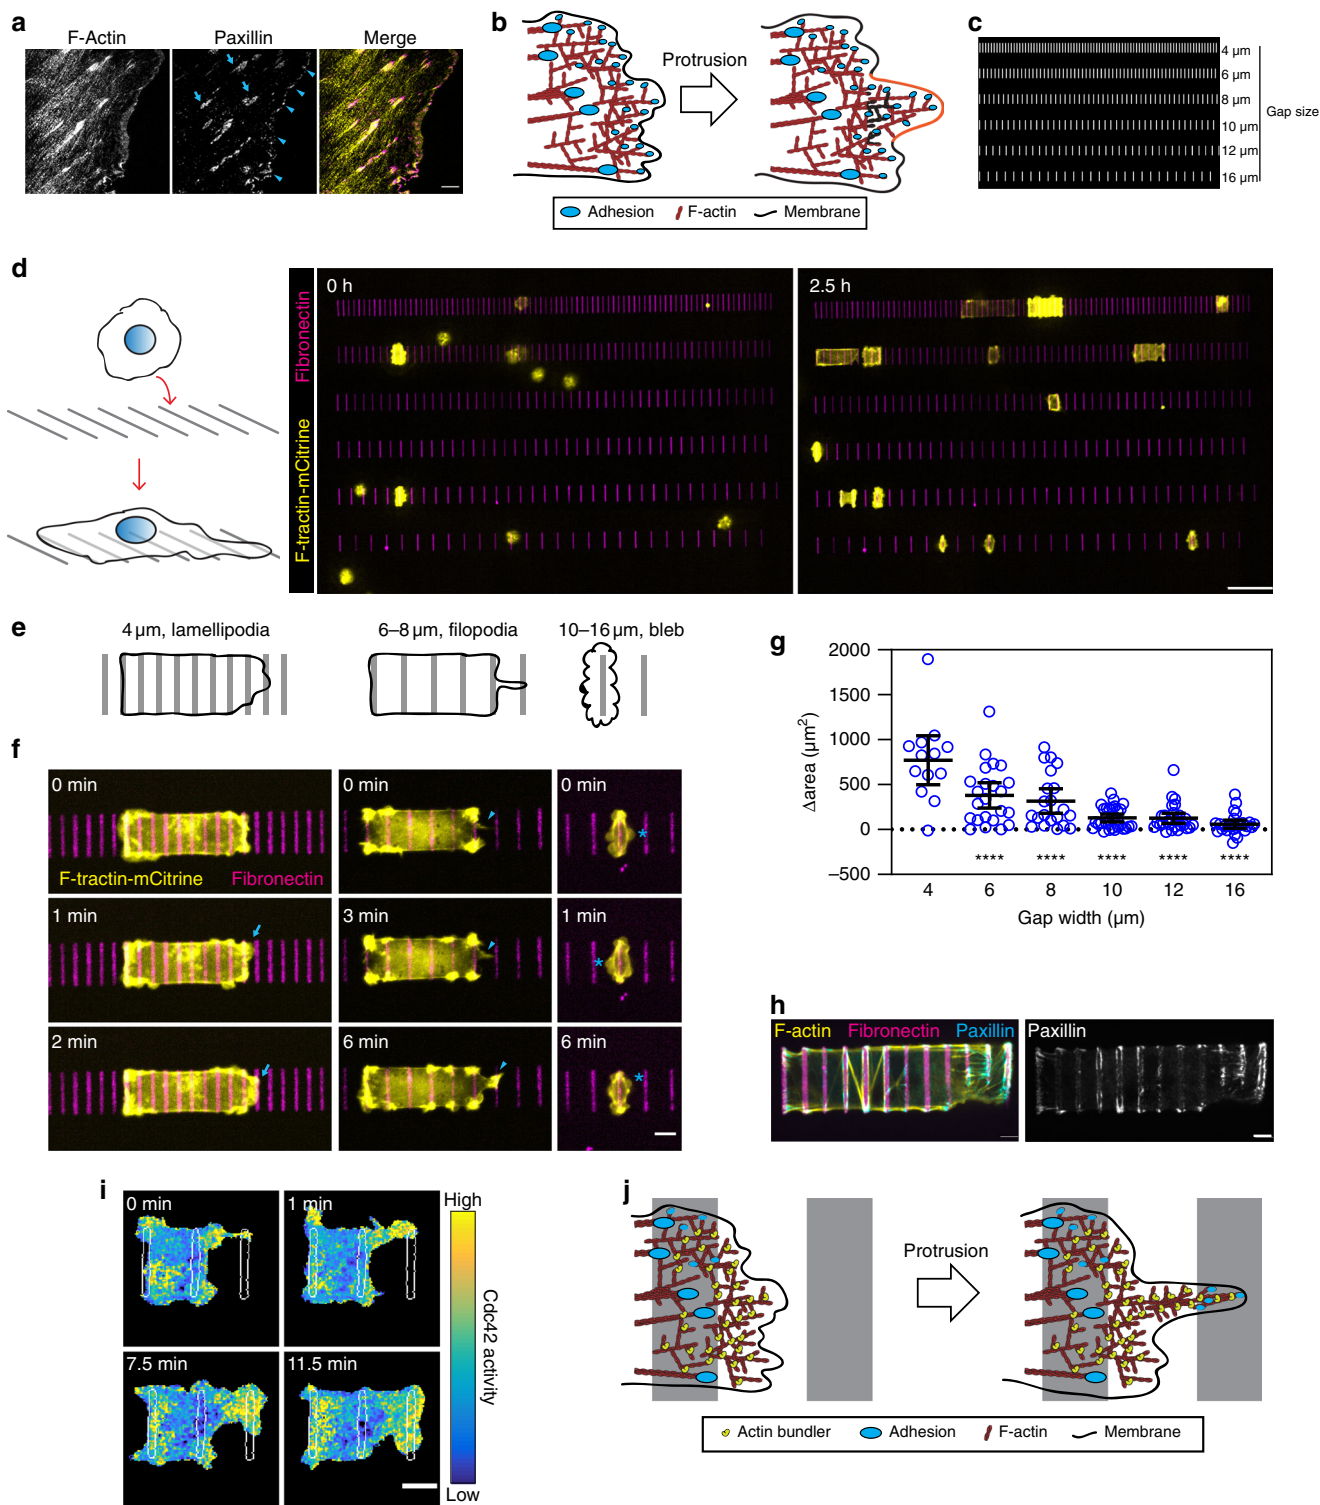 a
F-Actin
Paxillin
Merge
b
Protrusion
Adhesion
F-actin
Membrane
c
4 µm
6 µm
8 µm
10 µm
12 µm
16 µm
Gap size
d
Fibronectin
F-tractin-mCitrine
0 h
2.5 h
e
4 µm, lamellipodia
6–8 µm, filopodia
10–16 µm, bleb
f
0 min
F-tractin-mCitrine
Fibronectin
1 min
2 min
0 min
3 min
6 min
0 min
*
1 min
*
6 min
*
g
2000
1500
1000
500
0
–500
Δarea (µm²)
**** **** **** **** ****
4 6 8 10 12 16
Gap width (µm)
h
F-actin Fibronectin Paxillin
Paxillin
i
0 min
1 min
7.5 min
11.5 min
High
Cdc42 activity
Low
j
Protrusion
Actin bundler
Adhesion
F-actin
Membrane